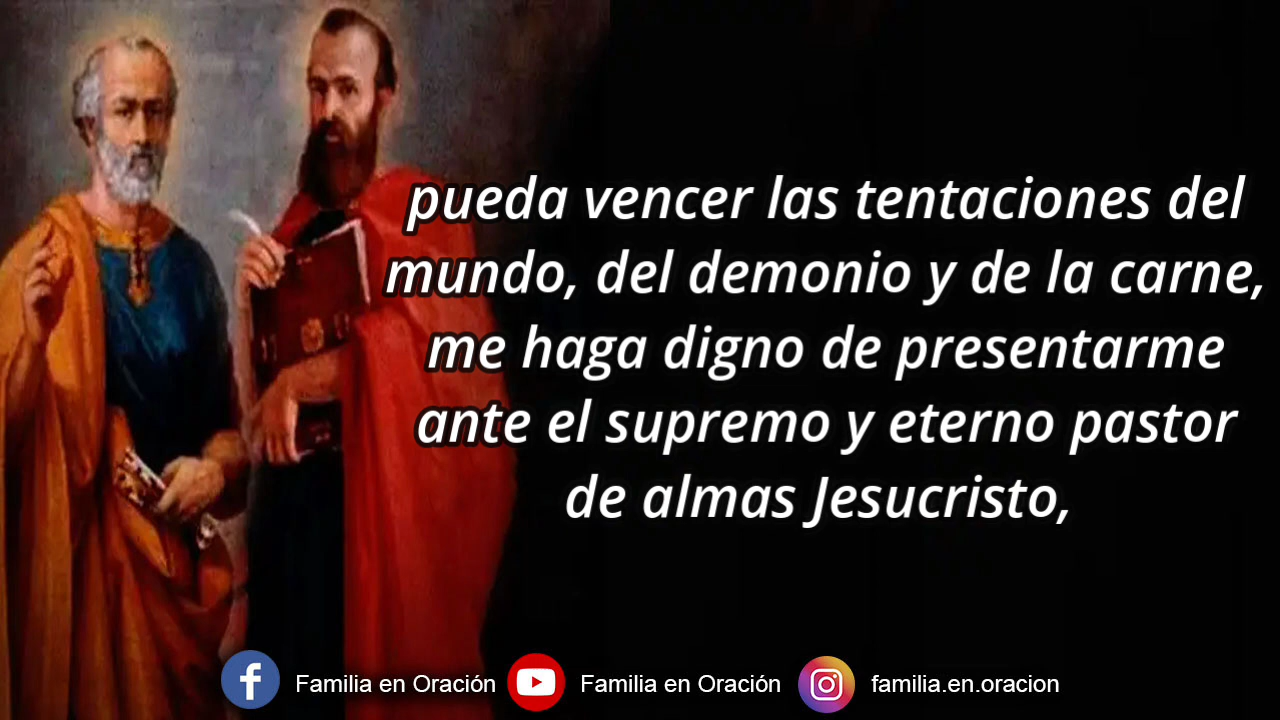 pueda vencer las tentaciones del
mundo, del demonio y de la carne,
me haga digno de presentarme
ante el supremo y eterno pastor
de almas Jesucristo,
Familia en Oración Familia en Oración familia.en.oracion